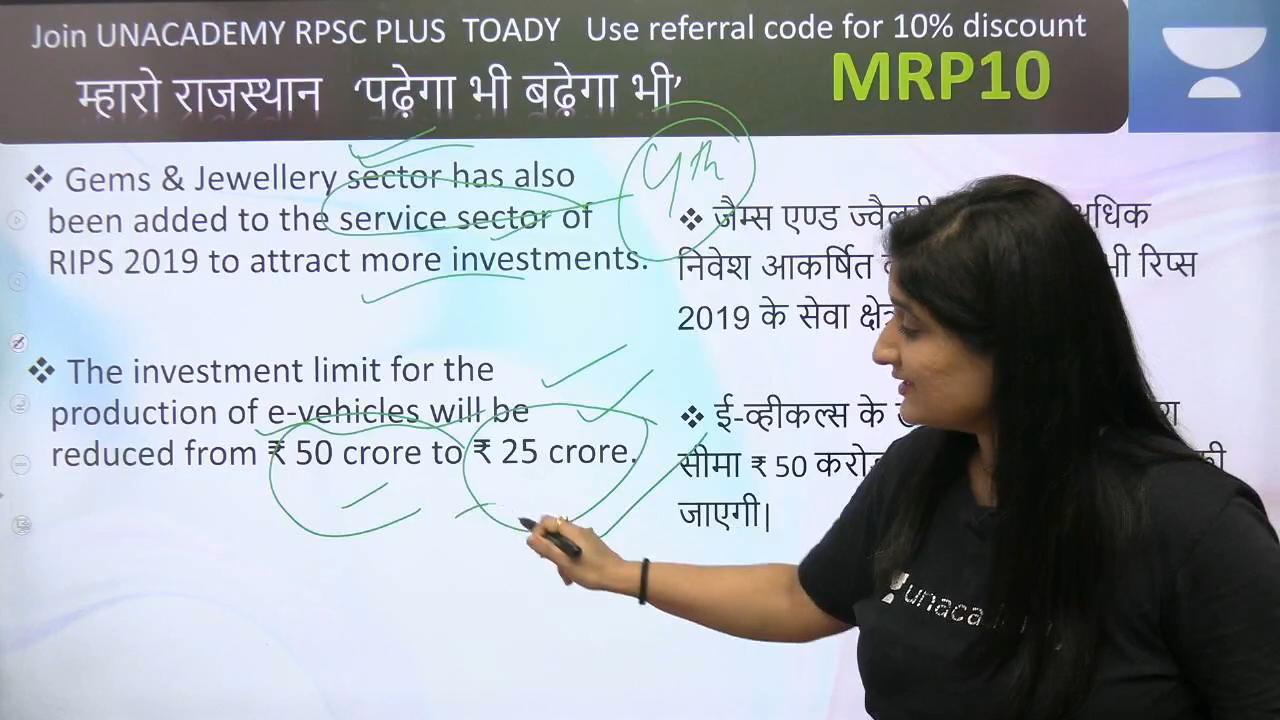 Join UNACADEMY RPSC PLUS TOADY Use referral code for 10% discount
म्हारो राजस्थान 'पढ़ेगा भी बढ़ेगा भी'
MRP10
❖ Gems & Jewellery sector has also
been added to the service sector of
RIPS 2019 to attract more investments.
❖ The investment limit for the
production of e-vehicles will be
reduced from ₹ 50 crore to ₹ 25 crore.
❖ जैम्स एण्ड
निवेश आकर्षित रिप्स
2019 के सेवा
❖ ई-व्हीकल्स के
सीमा ₹ 50
जाएगी।
unaca